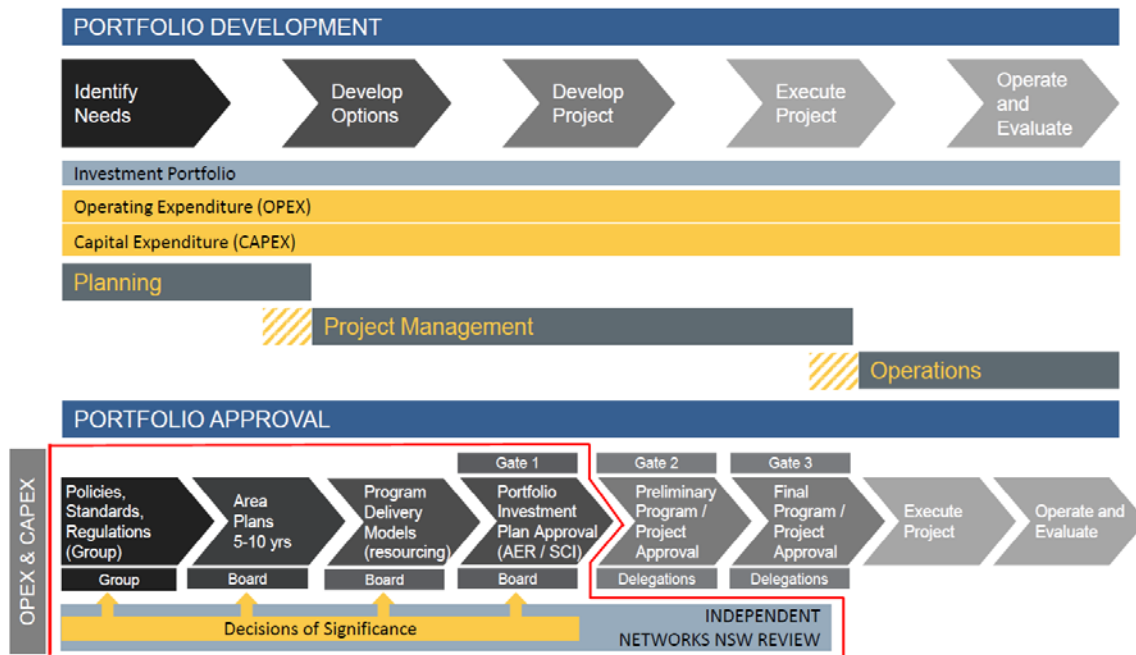 PORTFOLIO DEVELOPMENT
Identify
Needs
Develop
Options
Develop
Project
Execute
Project
Operate
and
Evaluate
Investment Portfolio
Operating Expenditure (OPEX)
Capital Expenditure (CAPEX)
Planning
Project Management
Operations
PORTFOLIO APPROVAL
OPEX & CAPEX
Gate 1
Gate 2
Gate 3
Policies,
Standards,
Regulations
(Group)
Area
Plans
5-10 yrs
Program
Delivery
Models
(resourcing)
Portfolio
Investment
Plan Approval
(AER / SCI)
Preliminary
Program /
Project
Approval
Final
Program /
Project
Approval
Execute
Project
Operate and
Evaluate
Group
Board
Board
Board
Delegations
Delegations
Decisions of Significance
INDEPENDENT
NETWORKS NSW REVIEW